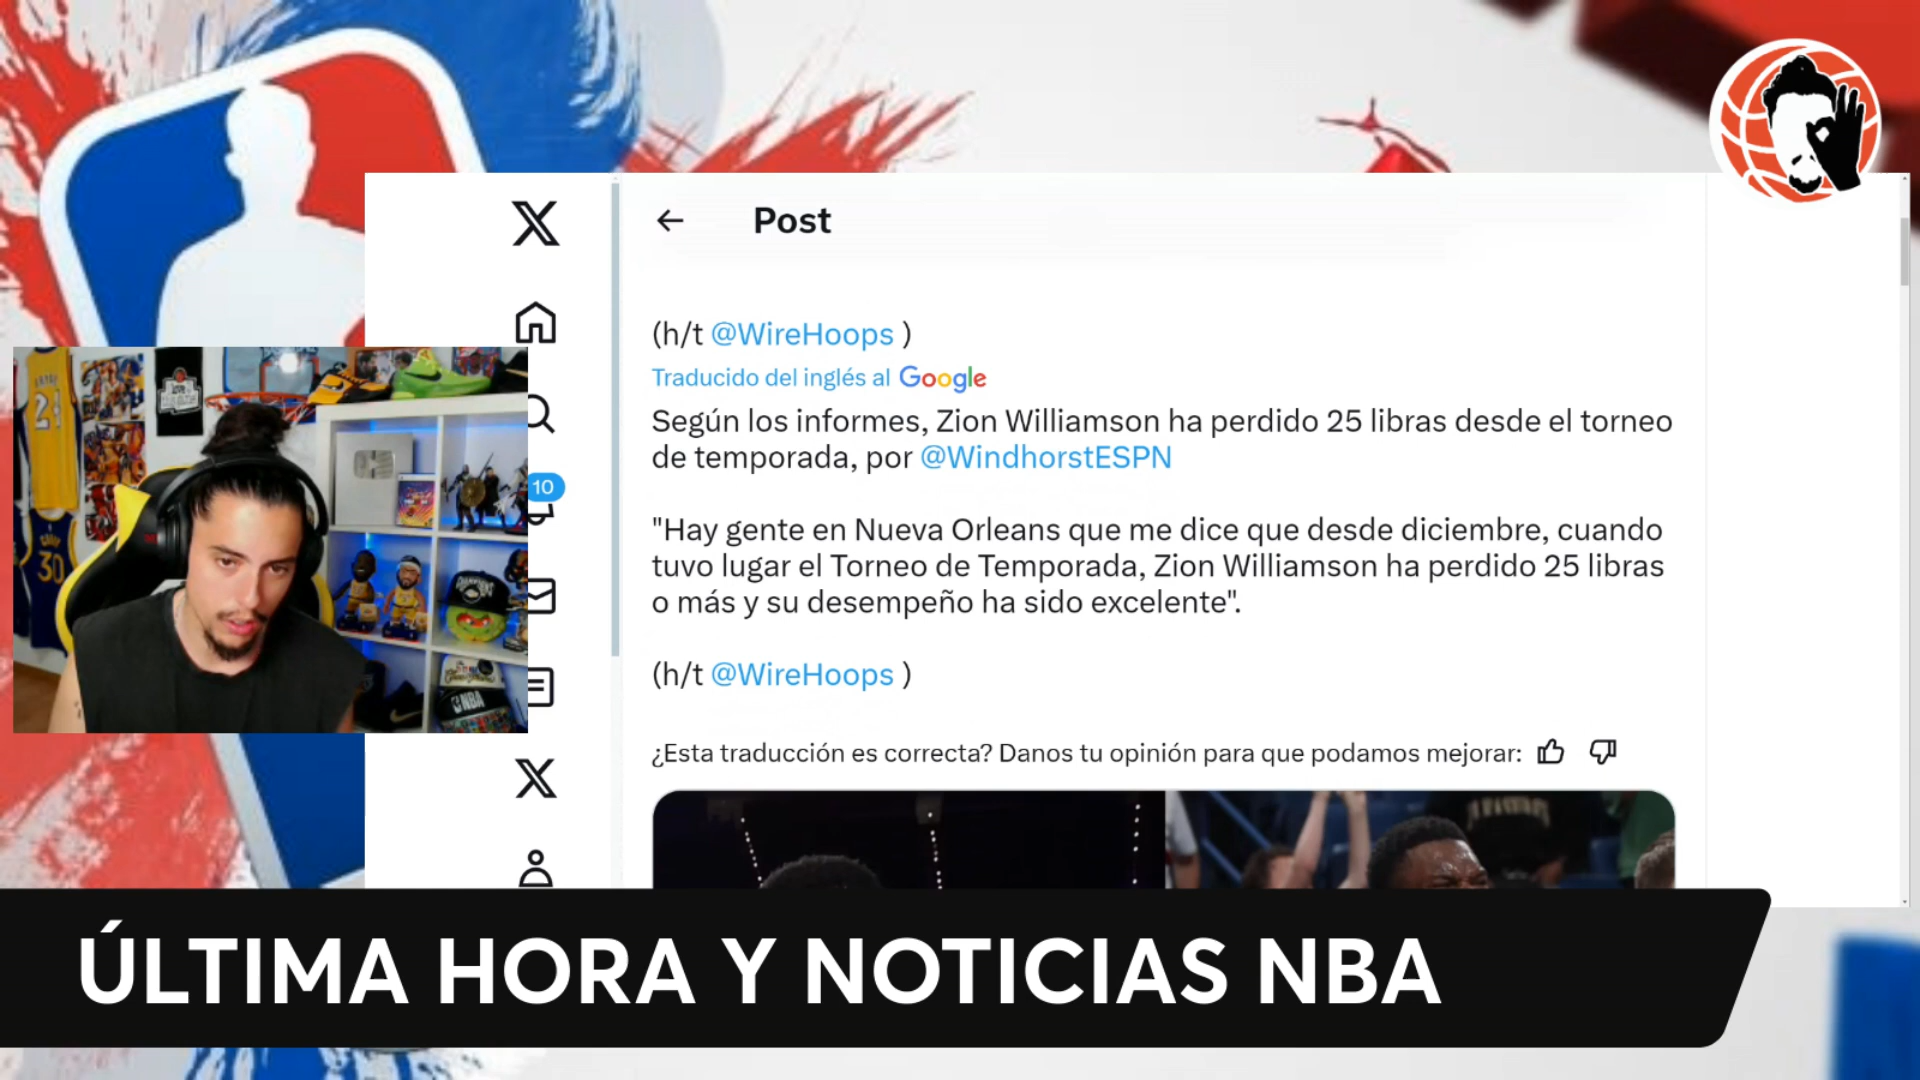 Post
(h/t @WireHoops )
Traducido del inglés al Google
Según los informes, Zion Williamson ha perdido 25 libras desde el torneo
de temporada, por @WindhorstESPN
"Hay gente en Nueva Orleans que me dice que desde diciembre, cuando
tuvo lugar el Torneo de Temporada, Zion Williamson ha perdido 25 libras
o más y su desempeño ha sido excelente".
(h/t @WireHoops )
¿Esta traducción es correcta? Danos tu opinión para que podamos mejorar:
10
30
NBA
ÚLTIMA HORA Y NOTICIAS NBA